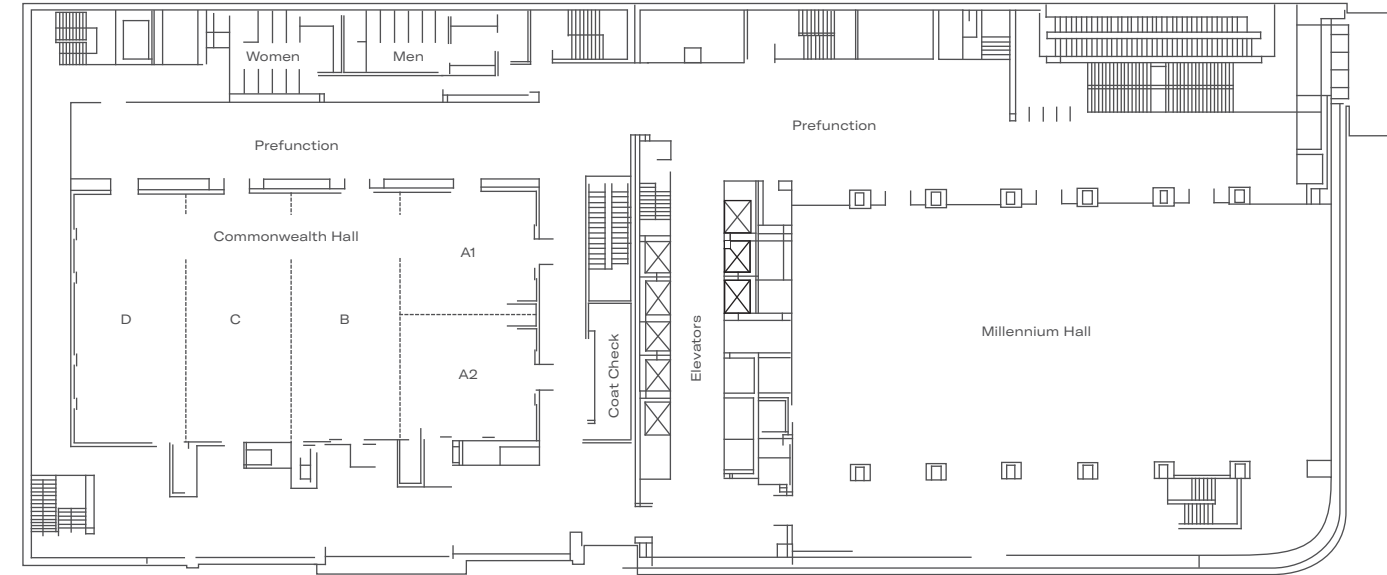 Women
Men
Prefunction
Prefunction
Commonwealth Hall
A1
D
C
B
A2
Coat Check
Elevators
Millennium Hall